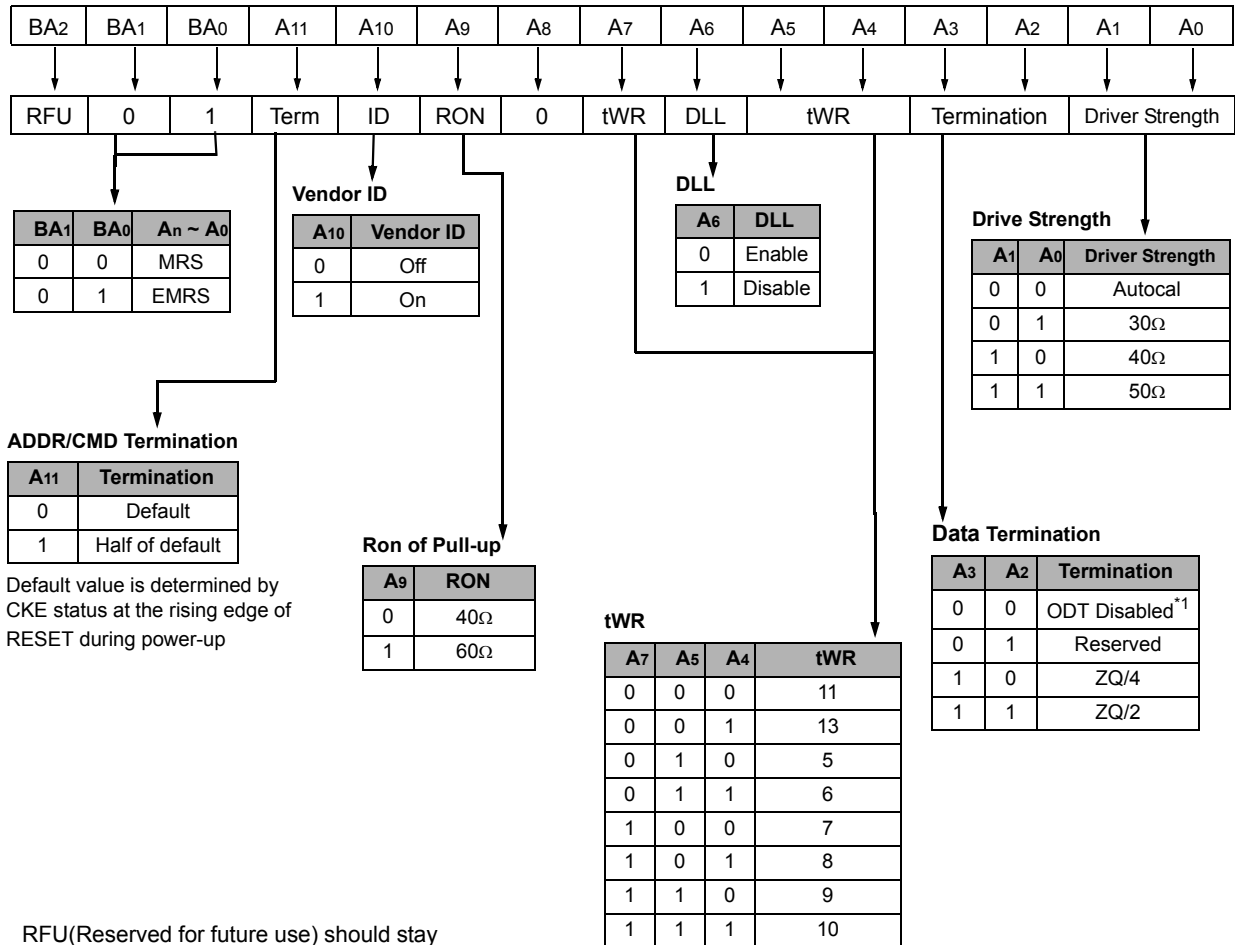 BA2 BA1 BA0 A11 A10 A9 A8 A7 A6 A5 A4 A3 A2 A1 A0
RFU 0 1 Term ID RON 0 tWR DLL tWR Termination Driver Strength
BA1 BA0 An ~ A0
0 0 MRS
0 1 EMRS
Vendor ID
A10 Vendor ID
0 Off
1 On
DLL
A6 DLL
0 Enable
1 Disable
Drive Strength
A1 A0 Driver Strength
0 0 Autocal
0 1 30Ω
1 0 40Ω
1 1 50Ω
ADDR/CMD Termination
A11 Termination
0 Default
1 Half of default
Default value is determined by
CKE status at the rising edge of
RESET during power-up
Ron of Pull-up
A9 RON
0 40Ω
1 60Ω
tWR
A7 A5 A4 tWR
0 0 0 11
0 0 1 13
0 1 0 5
0 1 1 6
1 0 0 7
1 0 1 8
1 1 0 9
1 1 1 10
Data Termination
A3 A2 Termination
0 0 ODT Disabled*1
0 1 Reserved
1 0 ZQ/4
1 1 ZQ/2
RFU(Reserved for future use) should stay